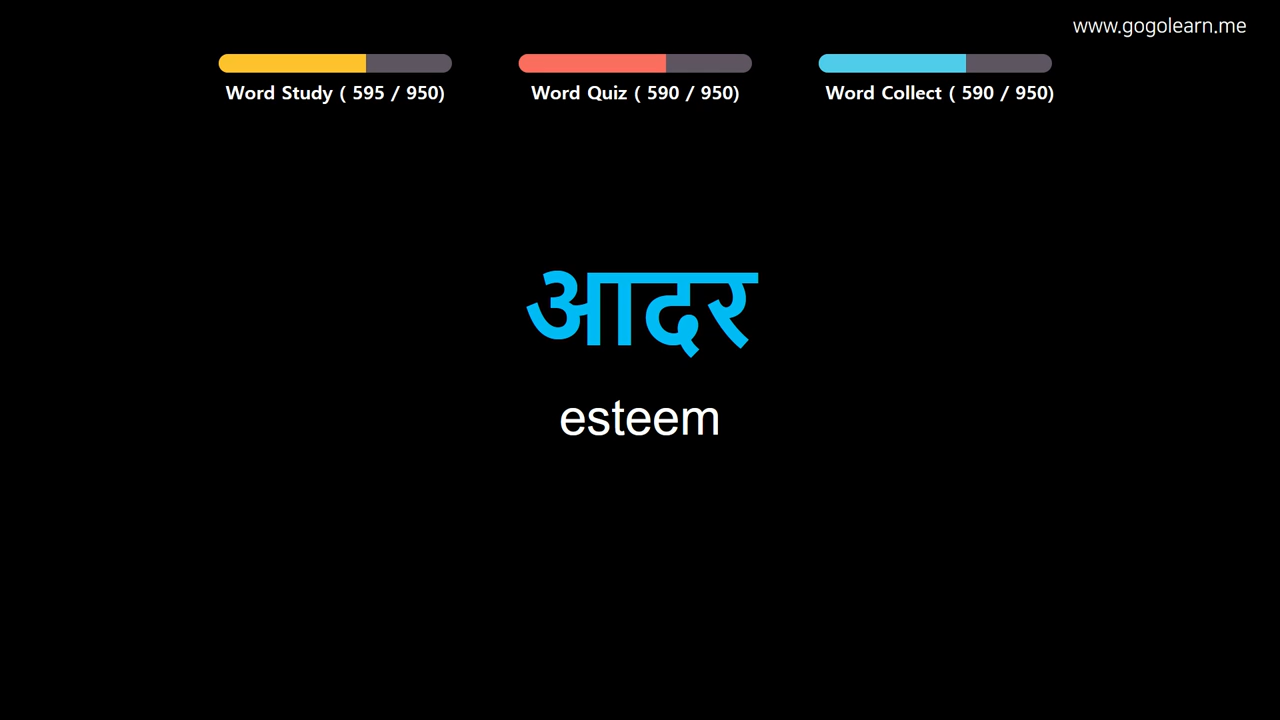 www.gogolearn.me
Word Study ( 595 / 950)
Word Quiz ( 590 / 950)
Word Collect ( 590 / 950)
आदर
esteem